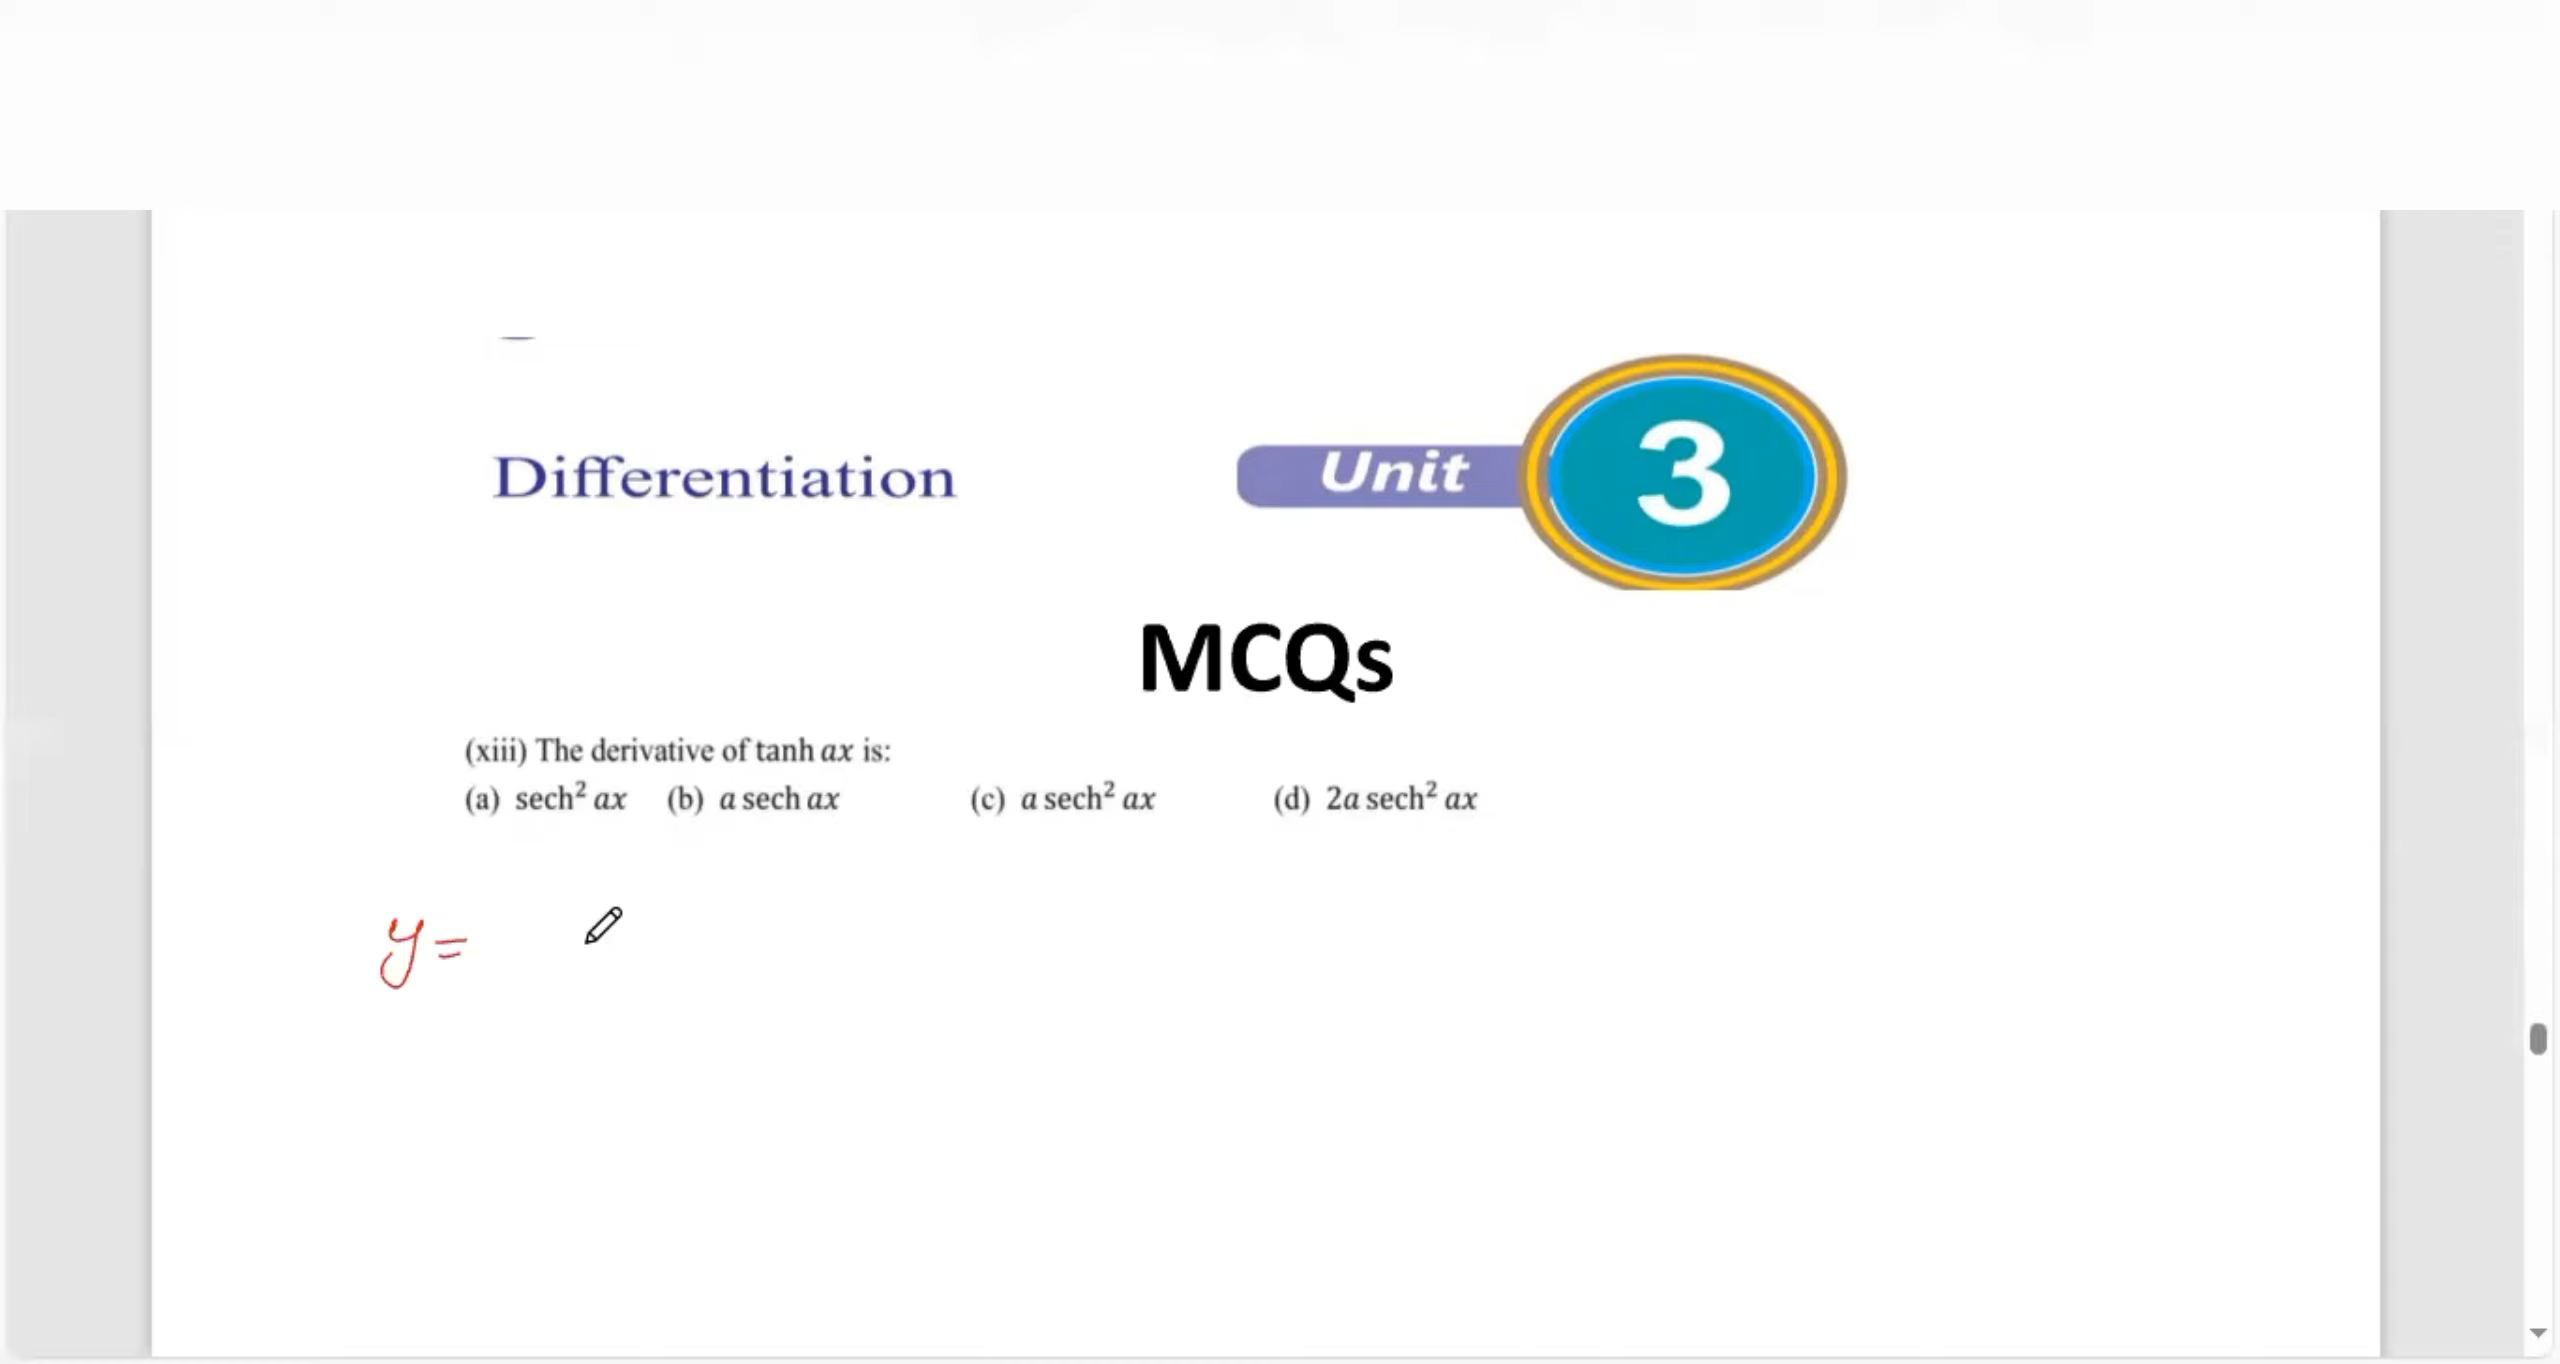 Differentiation
Unit 3
MCQs
(xiii) The derivative of tanh ax is:
(a) sech² ax (b) a sech ax (c) a sech² ax (d) 2a sech² ax
y =